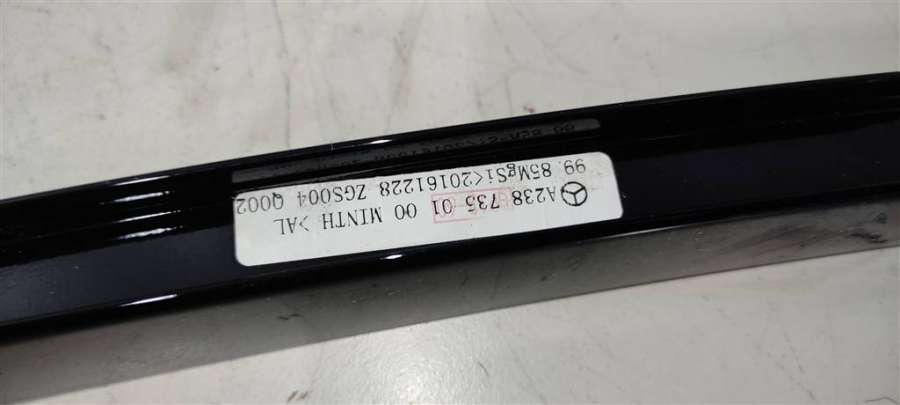 A238 735 01 00 MINTH >AL
99.85MgSi<20161228 ZGS004 Q002